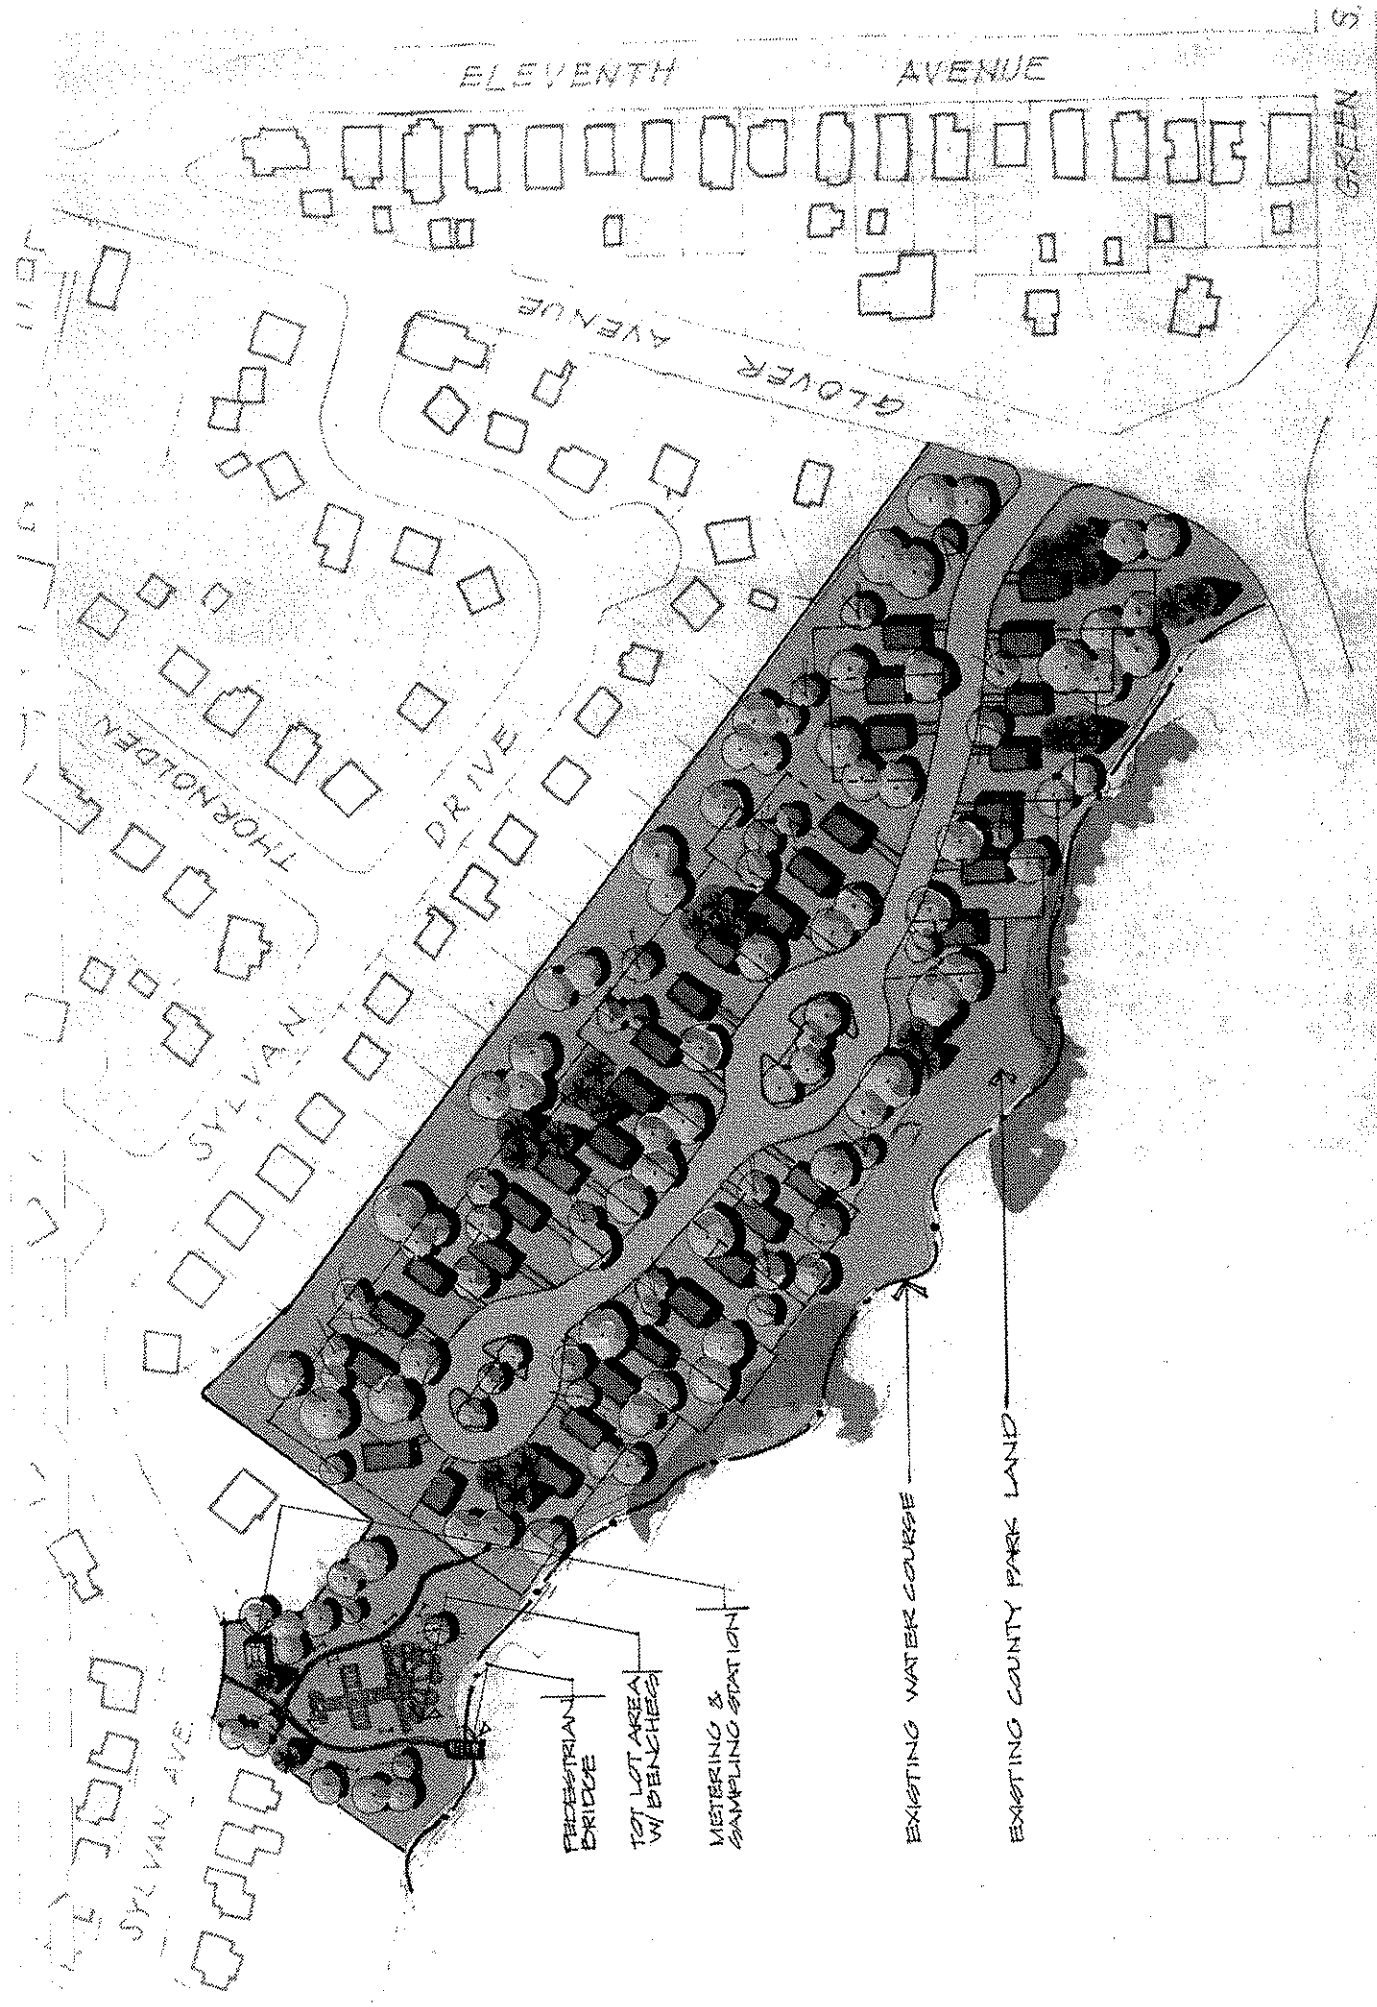 ELEVENTH AVENUE
GREEN
S.
GLOVER AVENUE
THORNOLDEN
DRIVE
SYLVAN
SYLVAN AVE
PEDESTRIAN
BRIDGE
TOT LOT AREA
W/ BENCHES
METERING &
SAMPLING STATION
EXISTING WATER COURSE
EXISTING COUNTY PARK LAND